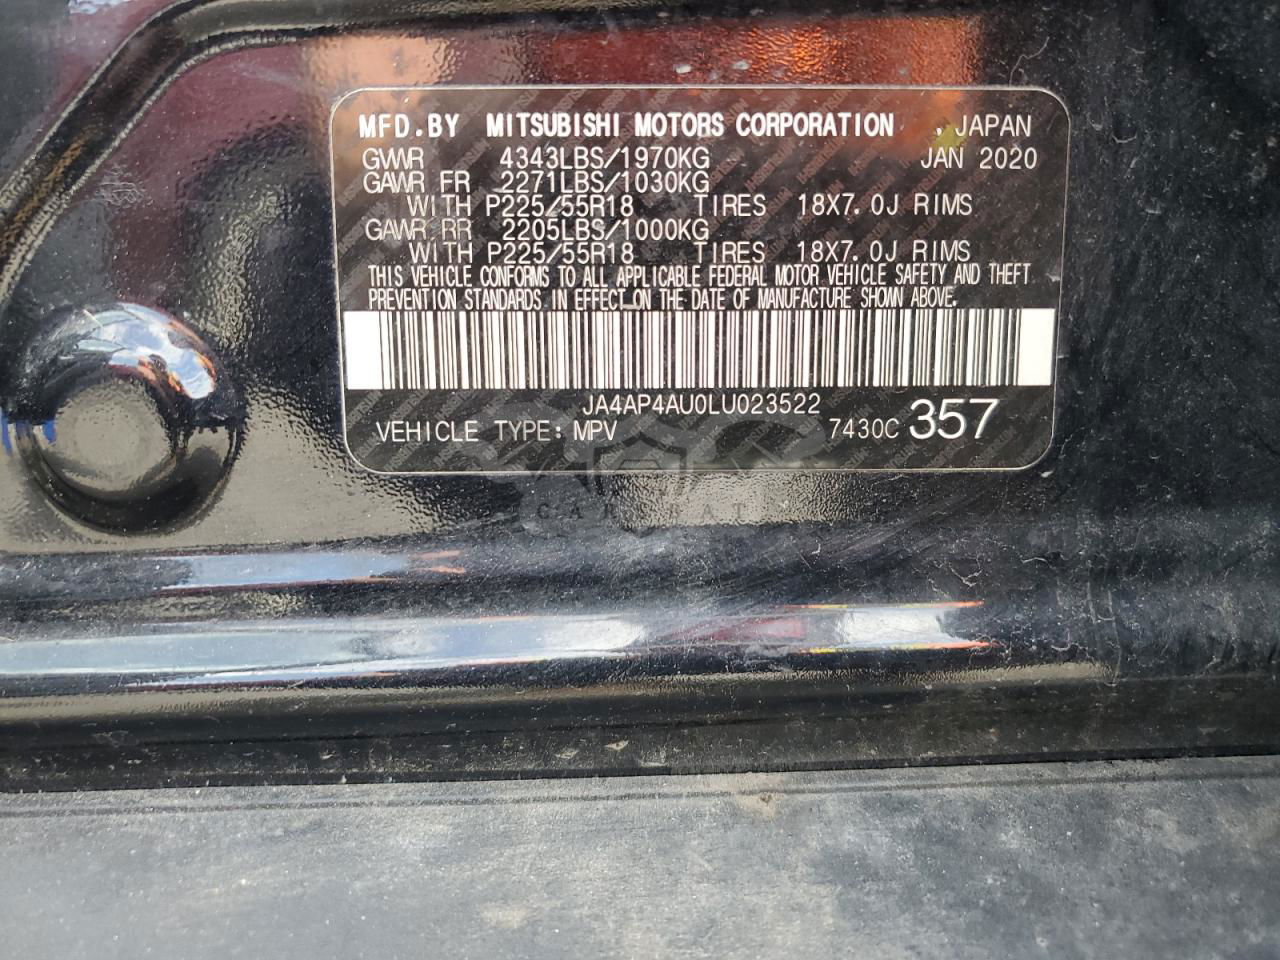 MFD.BY MITSUBISHI MOTORS CORPORATION , JAPAN
GVWR 4343LBS/1970KG JAN 2020
GAWR FR 2271LBS/1030KG
WITH P225/55R18 TIRES 18X7.0J RIMS
GAWR RR 2205LBS/1000KG
WITH P225/55R18 TIRES 18X7.0J RIMS
THIS VEHICLE CONFORMS TO ALL APPLICABLE FEDERAL MOTOR VEHICLE SAFETY AND THEFT
PREVENTION STANDARDS IN EFFECT ON THE DATE OF MANUFACTURE SHOWN ABOVE.
JA4AP4AU0LU023522
VEHICLE TYPE: MPV 7430C 357